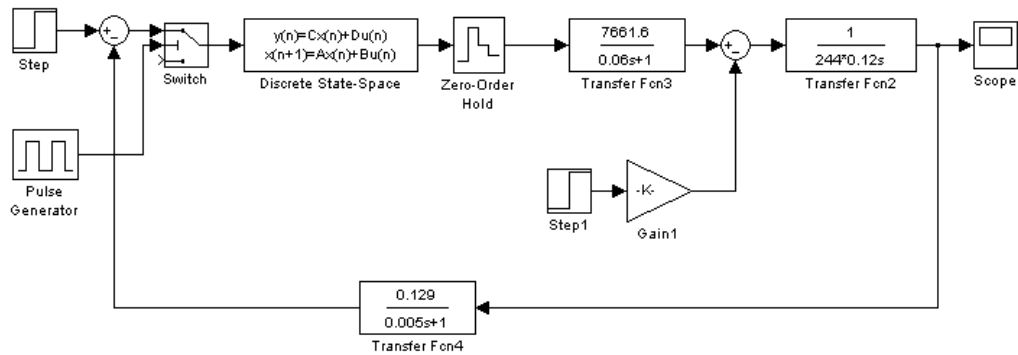 Step
+
-
Switch
y(n)=Cx(n)+Du(n)
x(n+1)=Ax(n)+Bu(n)
Discrete State-Space
Zero-Order
Hold
7661.6
0.06s+1
Transfer Fcn3
+
-
1
244*0.12s
Transfer Fcn2
Scope
Pulse
Generator
Step1
-K-
Gain1
0.129
0.005s+1
Transfer Fcn4